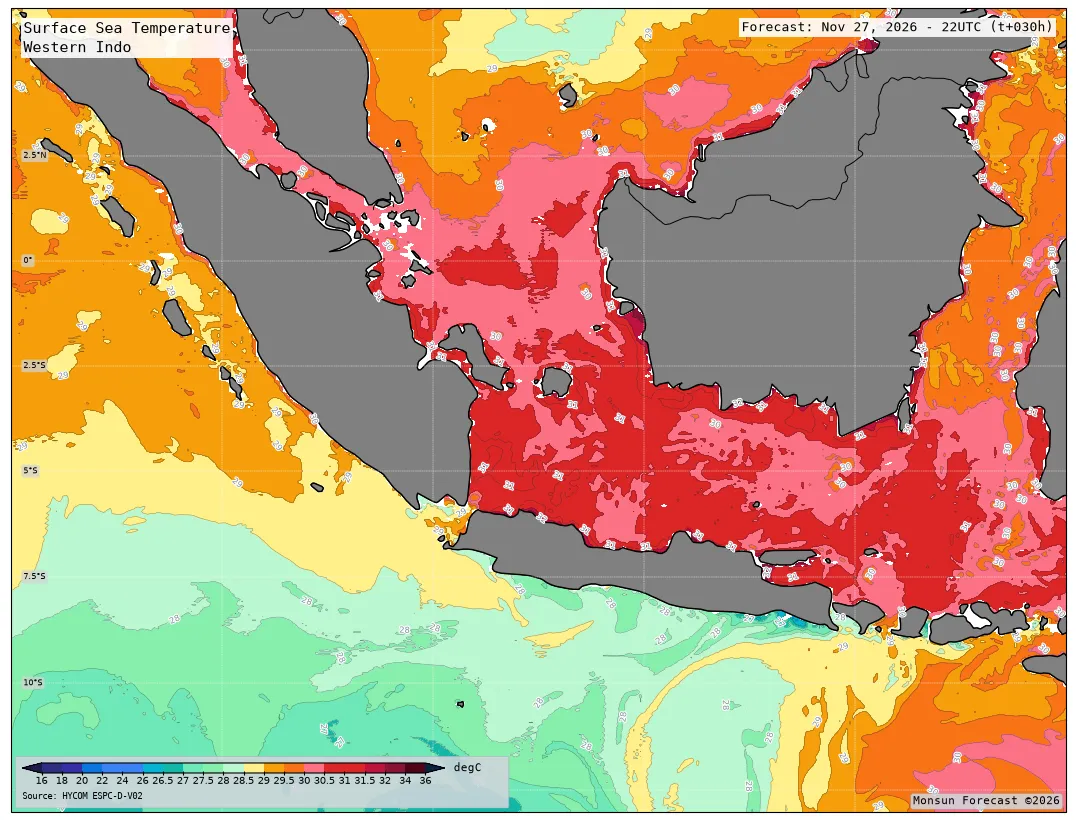 Surface Sea Temperature
Western Indo
Forecast: Nov 27, 2026 - 22UTC (t+030h)
2.5°N
0°
2.5°S
5°S
7.5°S
10°S
degC
16 18 20 22 24 26 26.5 27 27.5 28 28.5 29 29.5 30 30.5 31 31.5 32 34 36
Source: HYCOM ESPC-D-V02
Monsun Forecast ©2026